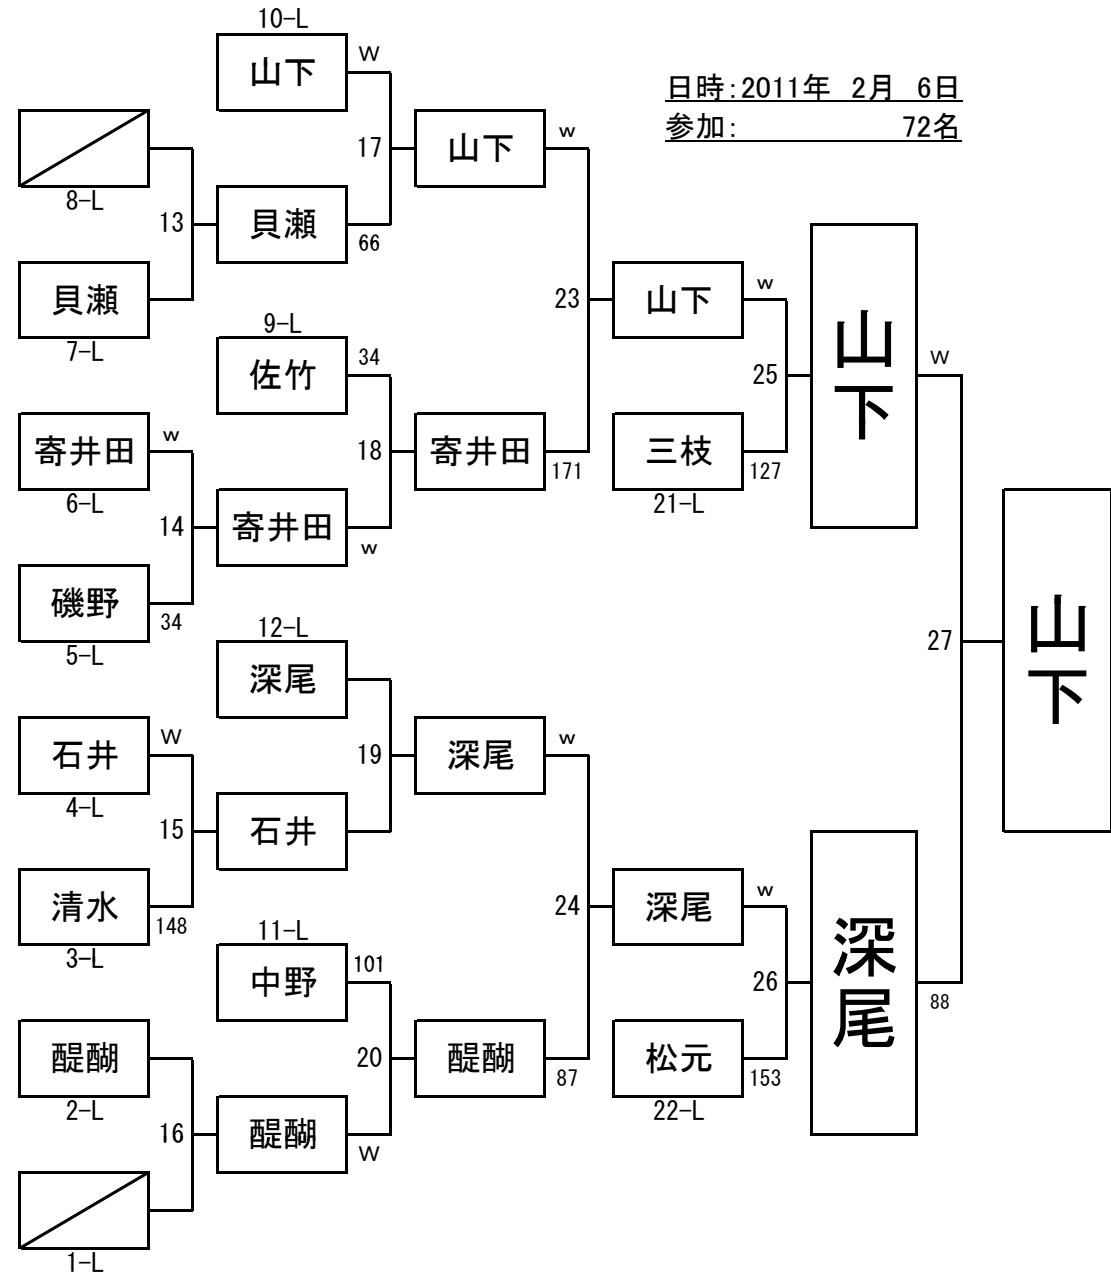 10-L
山下 W
日時:2011年 2月 6日
参加: 72名
17 山下 w
8-L
13 貝瀬 66
貝瀬
7-L
23 山下 w
9-L
佐竹 34
25 山下 W
寄井田 w
6-L
18 寄井田 171
三枝 127
21-L
14 寄井田 w
磯野 34
5-L
12-L
深尾
27 山下
石井 W
4-L
19 深尾 w
15 石井
清水 148
3-L
24 深尾 w
11-L
中野 101
26 深尾 88
醍醐
2-L
20 醍醐 87
松元 153
22-L
16 醍醐 W
1-L